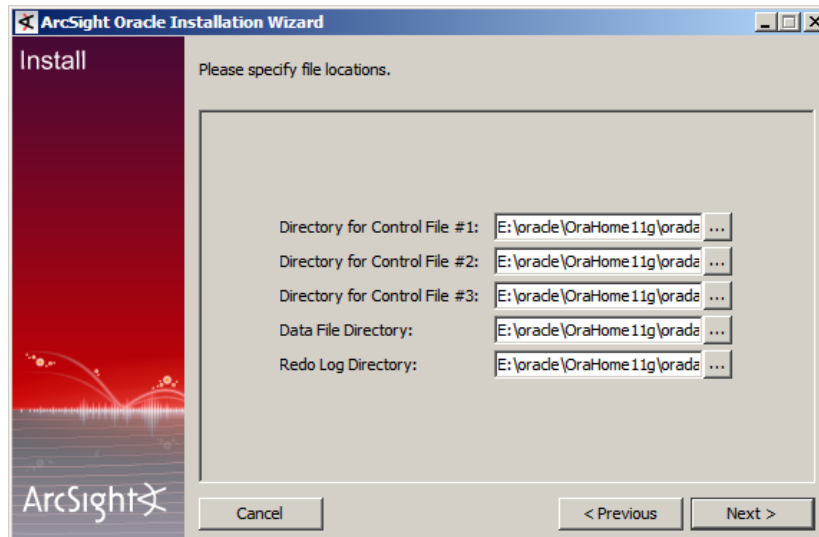 ArcSight Oracle Installation Wizard
Install
Please specify file locations.
Directory for Control File #1: E:\oracle\OraHome11g\orada ...
Directory for Control File #2: E:\oracle\OraHome11g\orada ...
Directory for Control File #3: E:\oracle\OraHome11g\orada ...
Data File Directory: E:\oracle\OraHome11g\orada ...
Redo Log Directory: E:\oracle\OraHome11g\orada ...
ArcSight
Cancel < Previous Next >